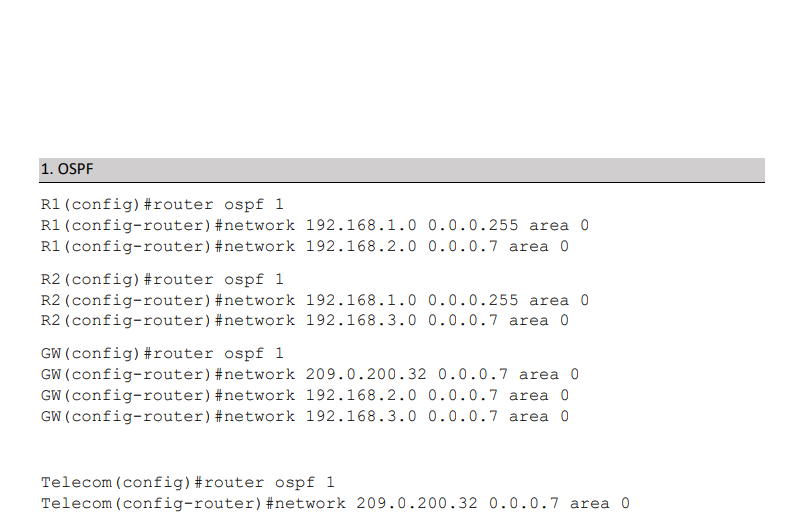 1. OSPF
R1(config)#router ospf 1
R1(config-router)#network 192.168.1.0 0.0.0.255 area 0
R1(config-router)#network 192.168.2.0 0.0.0.7 area 0
R2(config)#router ospf 1
R2(config-router)#network 192.168.1.0 0.0.0.255 area 0
R2(config-router)#network 192.168.3.0 0.0.0.7 area 0
GW(config)#router ospf 1
GW(config-router)#network 209.0.200.32 0.0.0.7 area 0
GW(config-router)#network 192.168.2.0 0.0.0.7 area 0
GW(config-router)#network 192.168.3.0 0.0.0.7 area 0
Telecom(config)#router ospf 1
Telecom(config-router)#network 209.0.200.32 0.0.0.7 area 0